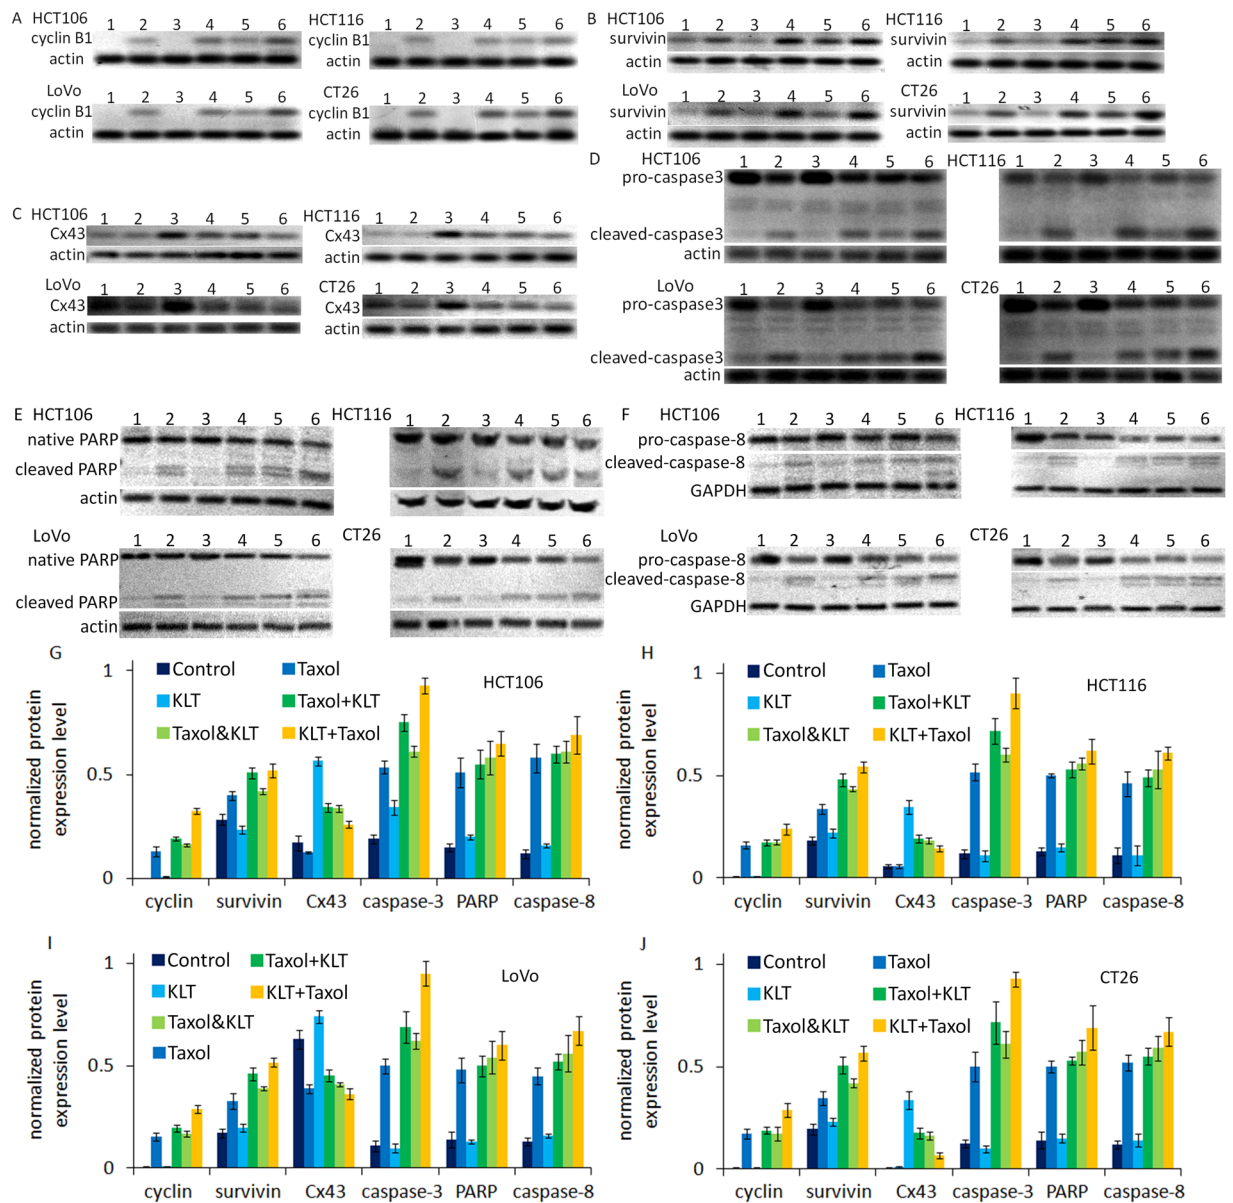 A HCT106 1 2 3 4 5 6 HCT116 1 2 3 4 5 6
cyclin B1 cyclin B1
actin actin
LoVo 1 2 3 4 5 6 CT26 1 2 3 4 5 6
cyclin B1 cyclin B1
actin actin
B HCT106 1 2 3 4 5 6 HCT116 1 2 3 4 5 6
survivin survivin
actin actin
LoVo 1 2 3 4 5 6 CT26 1 2 3 4 5 6
survivin survivin
actin actin
C HCT106 1 2 3 4 5 6 HCT116 1 2 3 4 5 6
Cx43 Cx43
actin actin
LoVo 1 2 3 4 5 6 CT26 1 2 3 4 5 6
Cx43 Cx43
actin actin
D HCT106 1 2 3 4 5 6 HCT116 1 2 3 4 5 6
pro-caspase3
cleaved-caspase3
actin
LoVo 1 2 3 4 5 6 CT26 1 2 3 4 5 6
pro-caspase3
cleaved-caspase3
actin
E HCT106 1 2 3 4 5 6 HCT116 1 2 3 4 5 6
native PARP
cleaved PARP
actin
LoVo 1 2 3 4 5 6 CT26 1 2 3 4 5 6
native PARP
cleaved PARP
actin
F HCT106 1 2 3 4 5 6 HCT116 1 2 3 4 5 6
pro-caspase-8
cleaved-caspase-8
GAPDH
LoVo 1 2 3 4 5 6 CT26 1 2 3 4 5 6
pro-caspase-8
cleaved-caspase-8
GAPDH
G
normalized protein
expression level
1
0.5
0
Control Taxol
KLT Taxol+KLT
Taxol&KLT KLT+Taxol
HCT106
cyclin survivin Cx43 caspase-3 PARP caspase-8
H
normalized protein
expression level
1
0.5
0
Control Taxol
KLT Taxol+KLT
Taxol&KLT KLT+Taxol
HCT116
cyclin survivin Cx43 caspase-3 PARP caspase-8
I
normalized protein
expression level
1
0.5
0
Control Taxol+KLT
KLT KLT+Taxol
Taxol&KLT
Taxol
LoVo
cyclin survivin Cx43 caspase-3 PARP caspase-8
J
normalized protein
expression level
1
0.5
0
Control Taxol
KLT Taxol+KLT
Taxol&KLT KLT+Taxol
CT26
cyclin survivin Cx43 caspase-3 PARP caspase-8